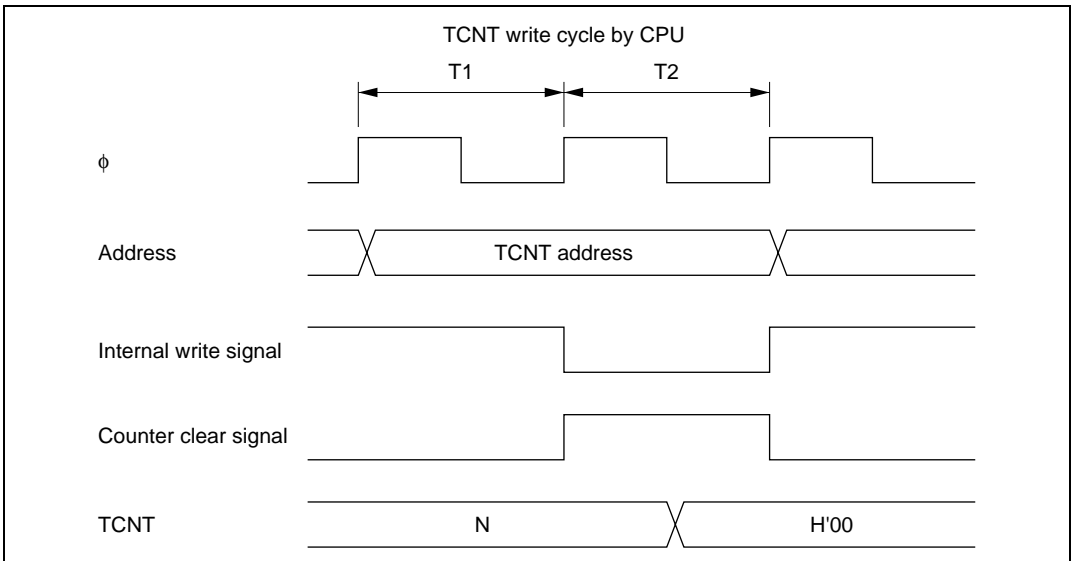 TCNT write cycle by CPU
T1 T2
φ
Address TCNT address
Internal write signal
Counter clear signal
TCNT N H'00